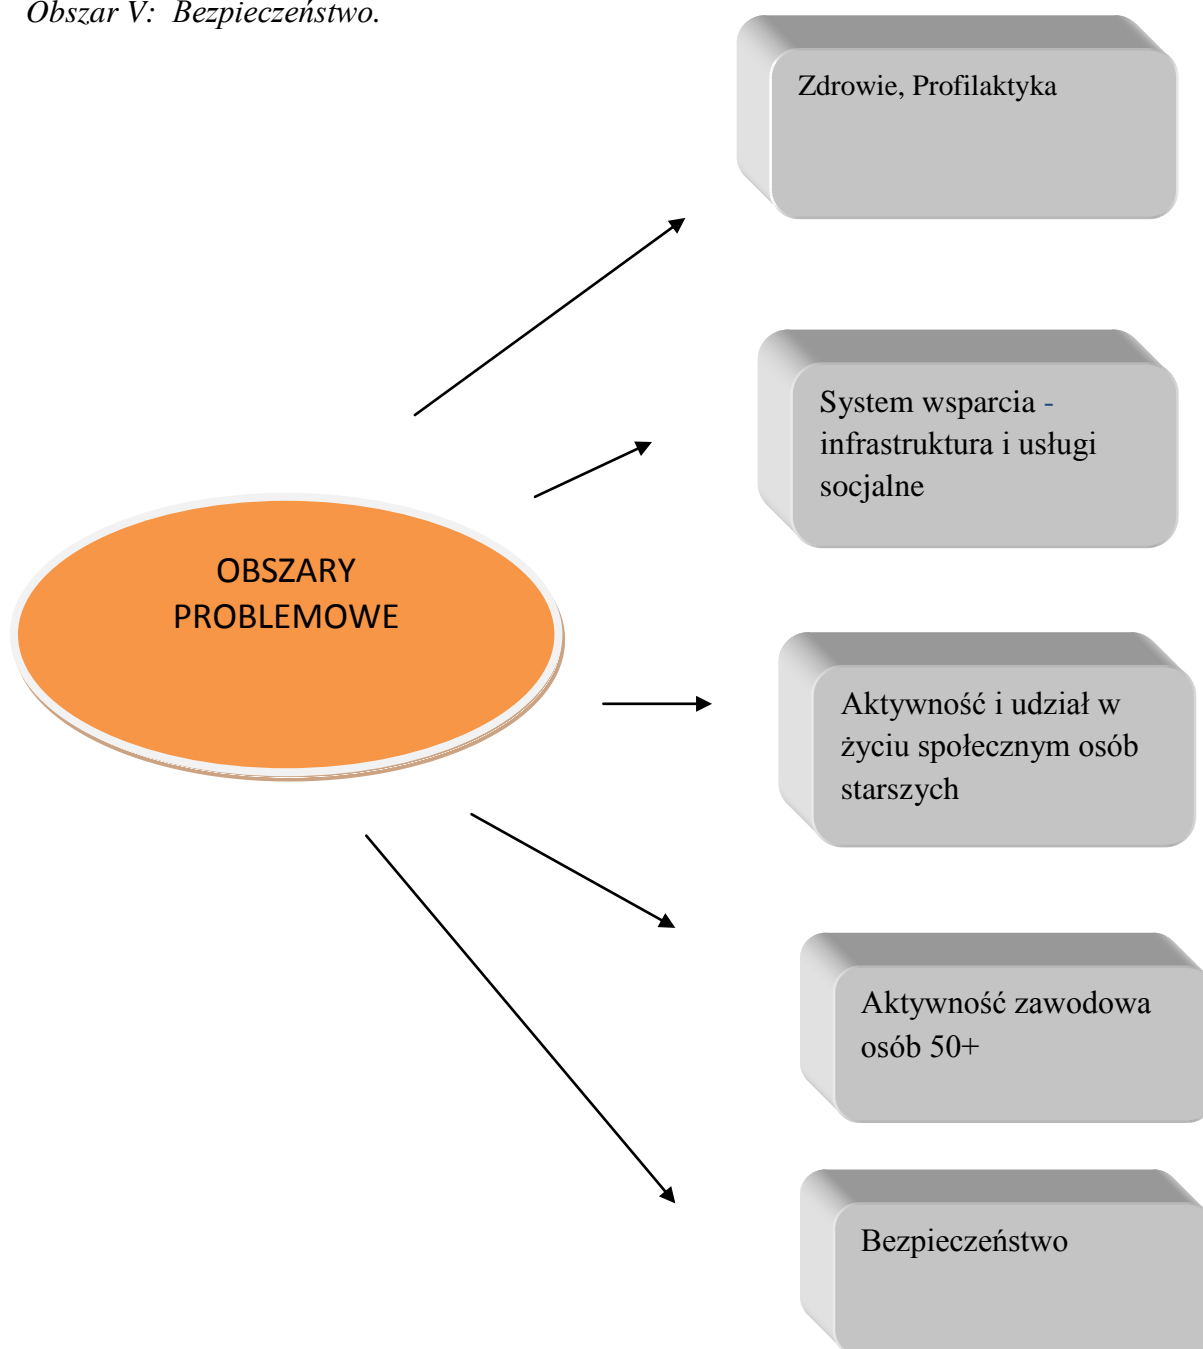 Obszar V: Bezpieczeństwo.
Zdrowie, Profilaktyka
System wsparcia -
infrastruktura i usługi
socjalne
OBSZARY
PROBLEMOWE
Aktywność i udział w
życiu społecznym osób
starszych
Aktywność zawodowa
osób 50+
Bezpieczeństwo